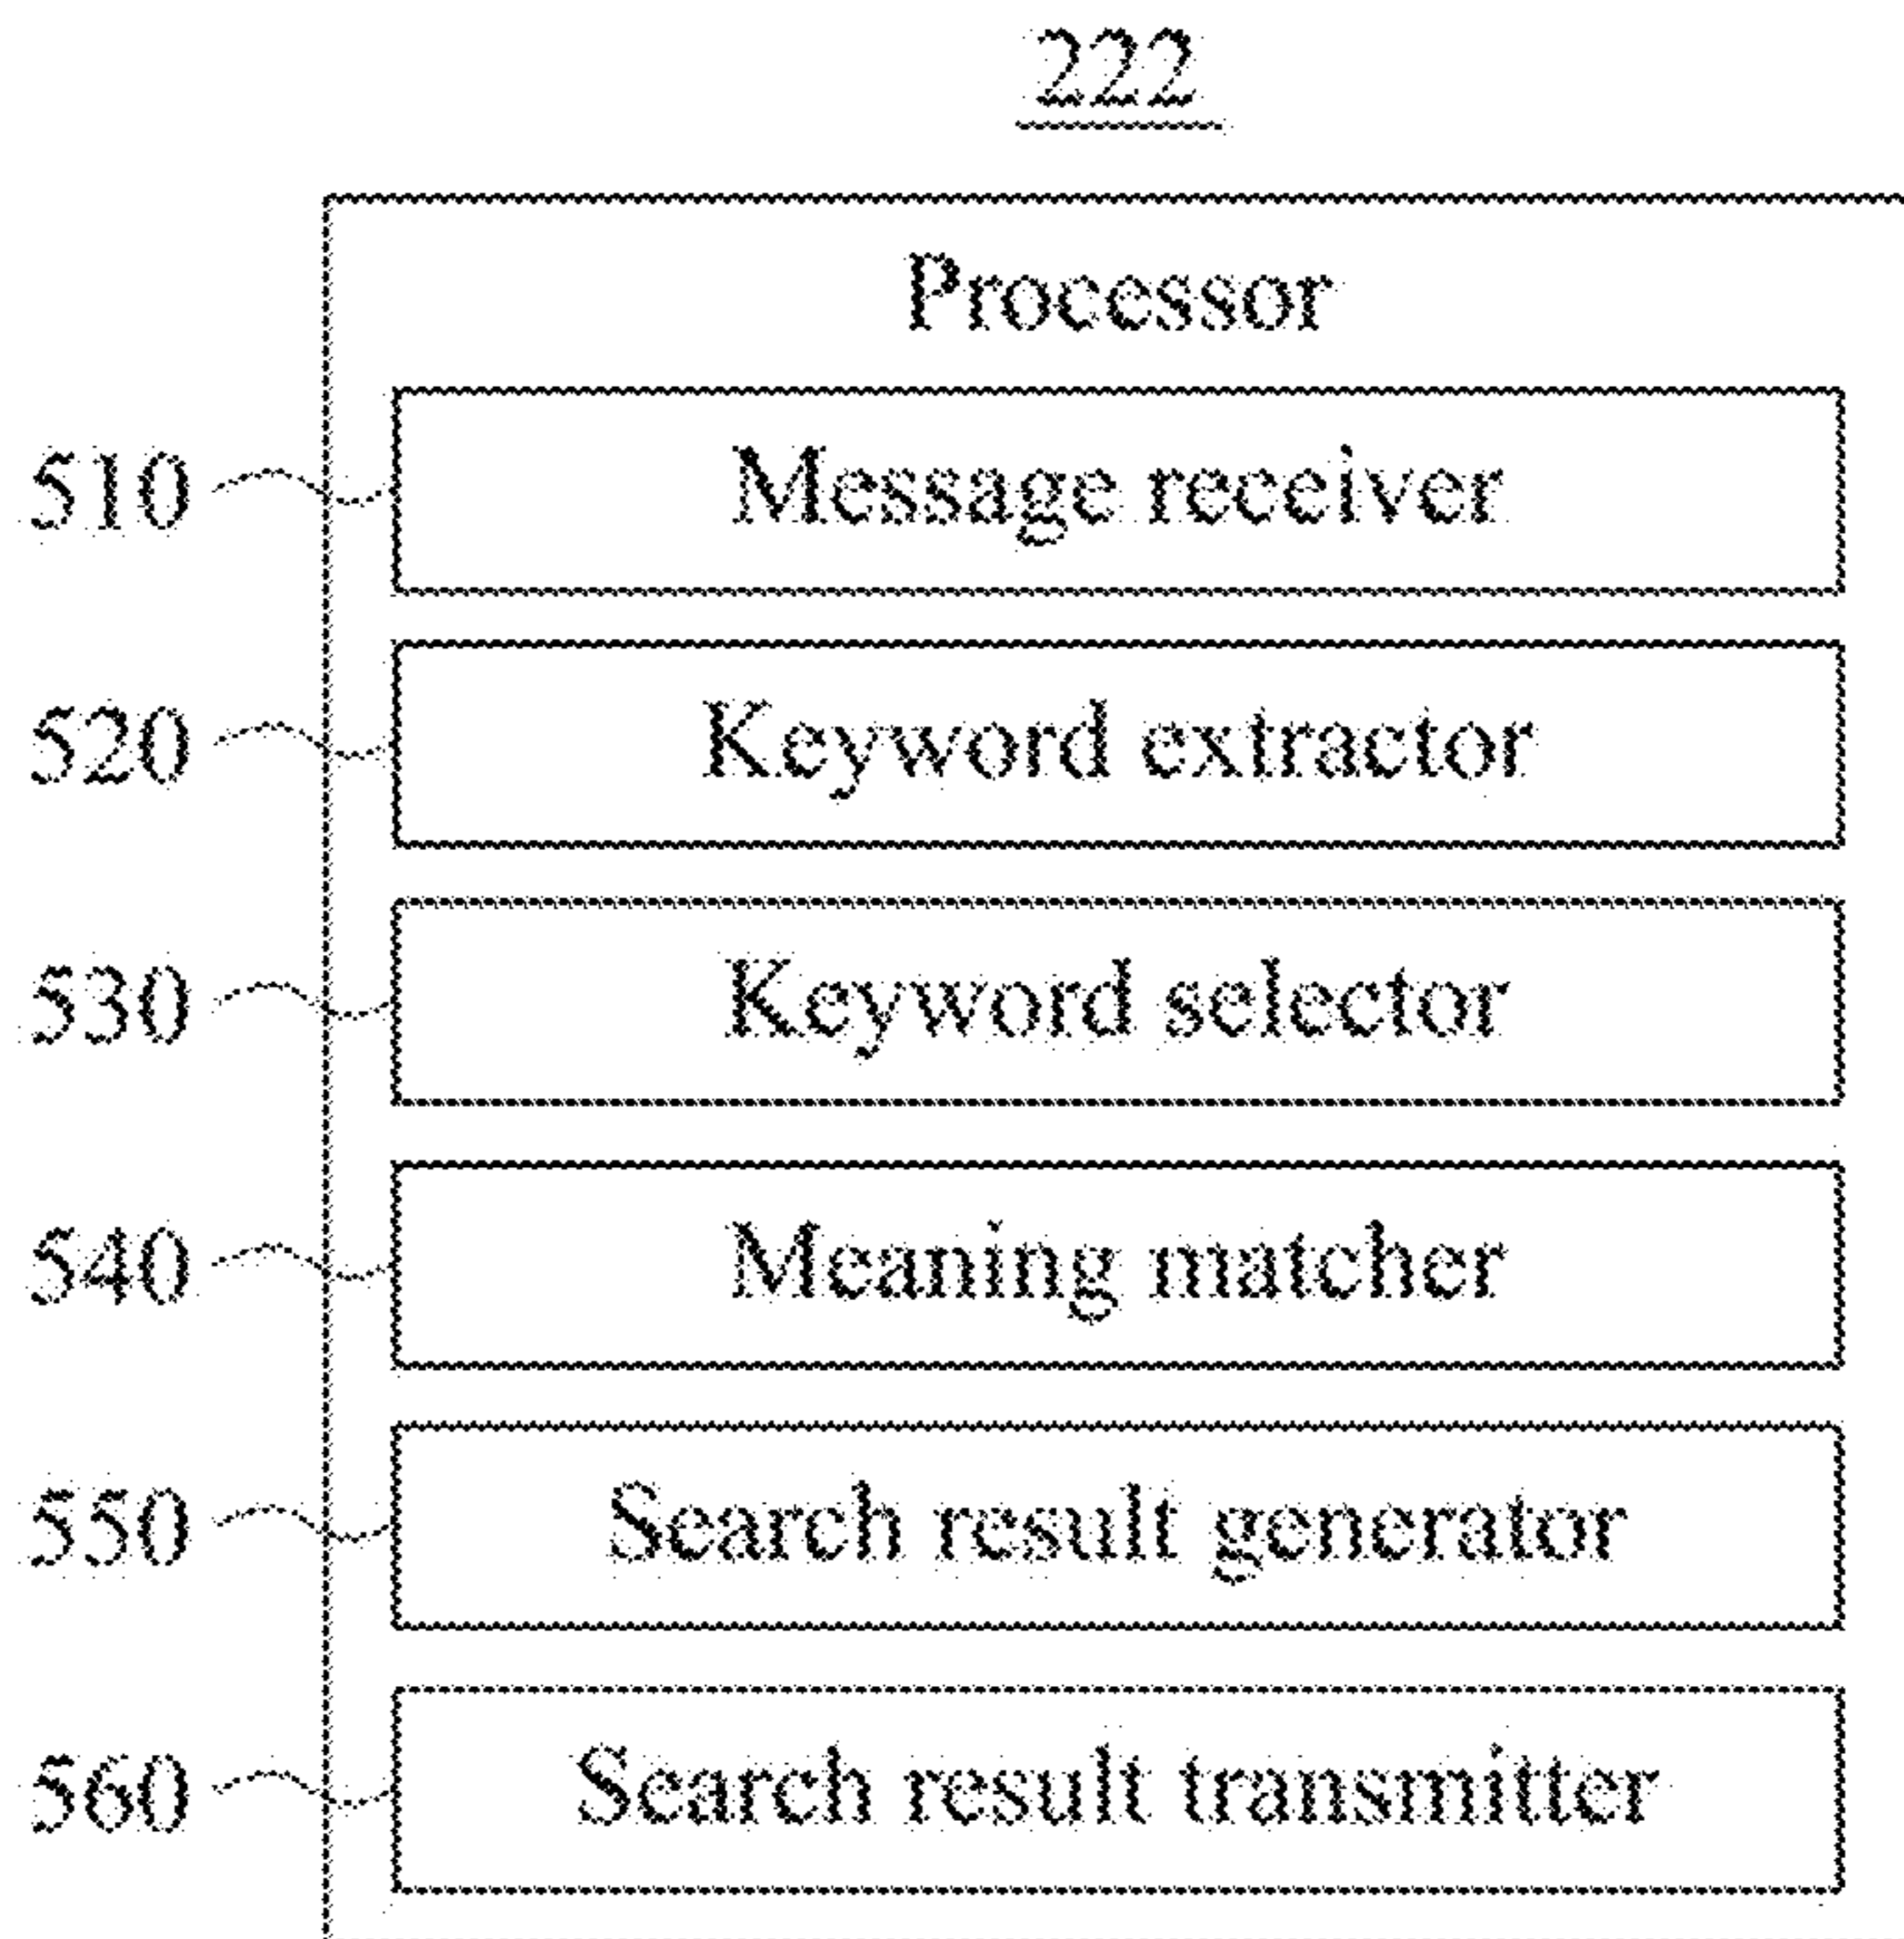 222
Processor
510 Message receiver
520 Keyword extractor
530 Keyword selector
540 Meaning matcher
550 Search result generator
560 Search result transmitter